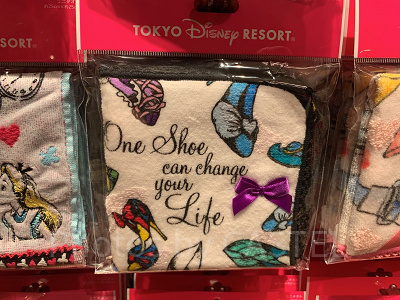 TOKYO Disney RESORT
RESORT
One Shoe
can change
your
Life